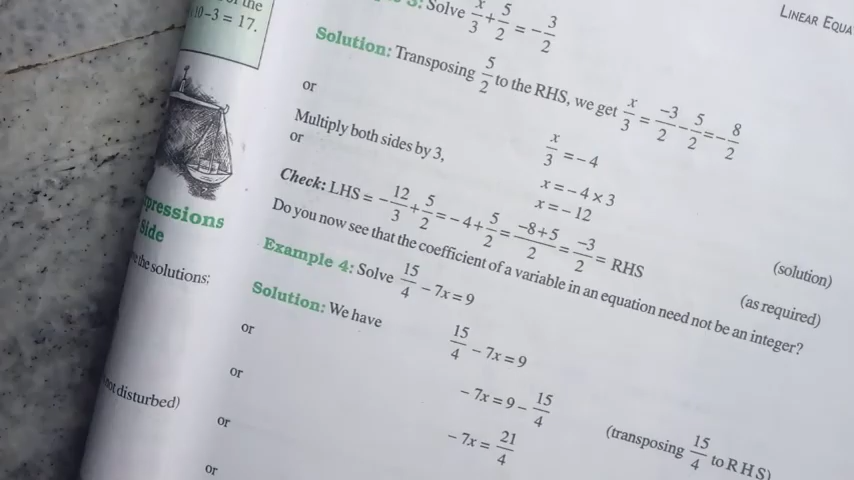 of the
10−3 = 17.
pressions
Side
the solutions:
not disturbed)
LINEAR EQUA
3: Solve x/3 + 5/2 = −3/2
Solution: Transposing 5/2 to the RHS, we get x/3 = −3/2 − 5/2 = −8/2
or x/3 = −4
Multiply both sides by 3,
x = −4 × 3
or x = −12 (solution)
Check: LHS = −12/3 + 5/2 = −4 + 5/2 = −8+5/2 = −3/2 = RHS (as required)
Do you now see that the coefficient of a variable in an equation need not be an integer?
Example 4: Solve 15/4 − 7x = 9
Solution: We have 15/4 − 7x = 9
or − 7x = 9 − 15/4 (transposing 15/4 to R H S)
or − 7x = 21/4
or
or